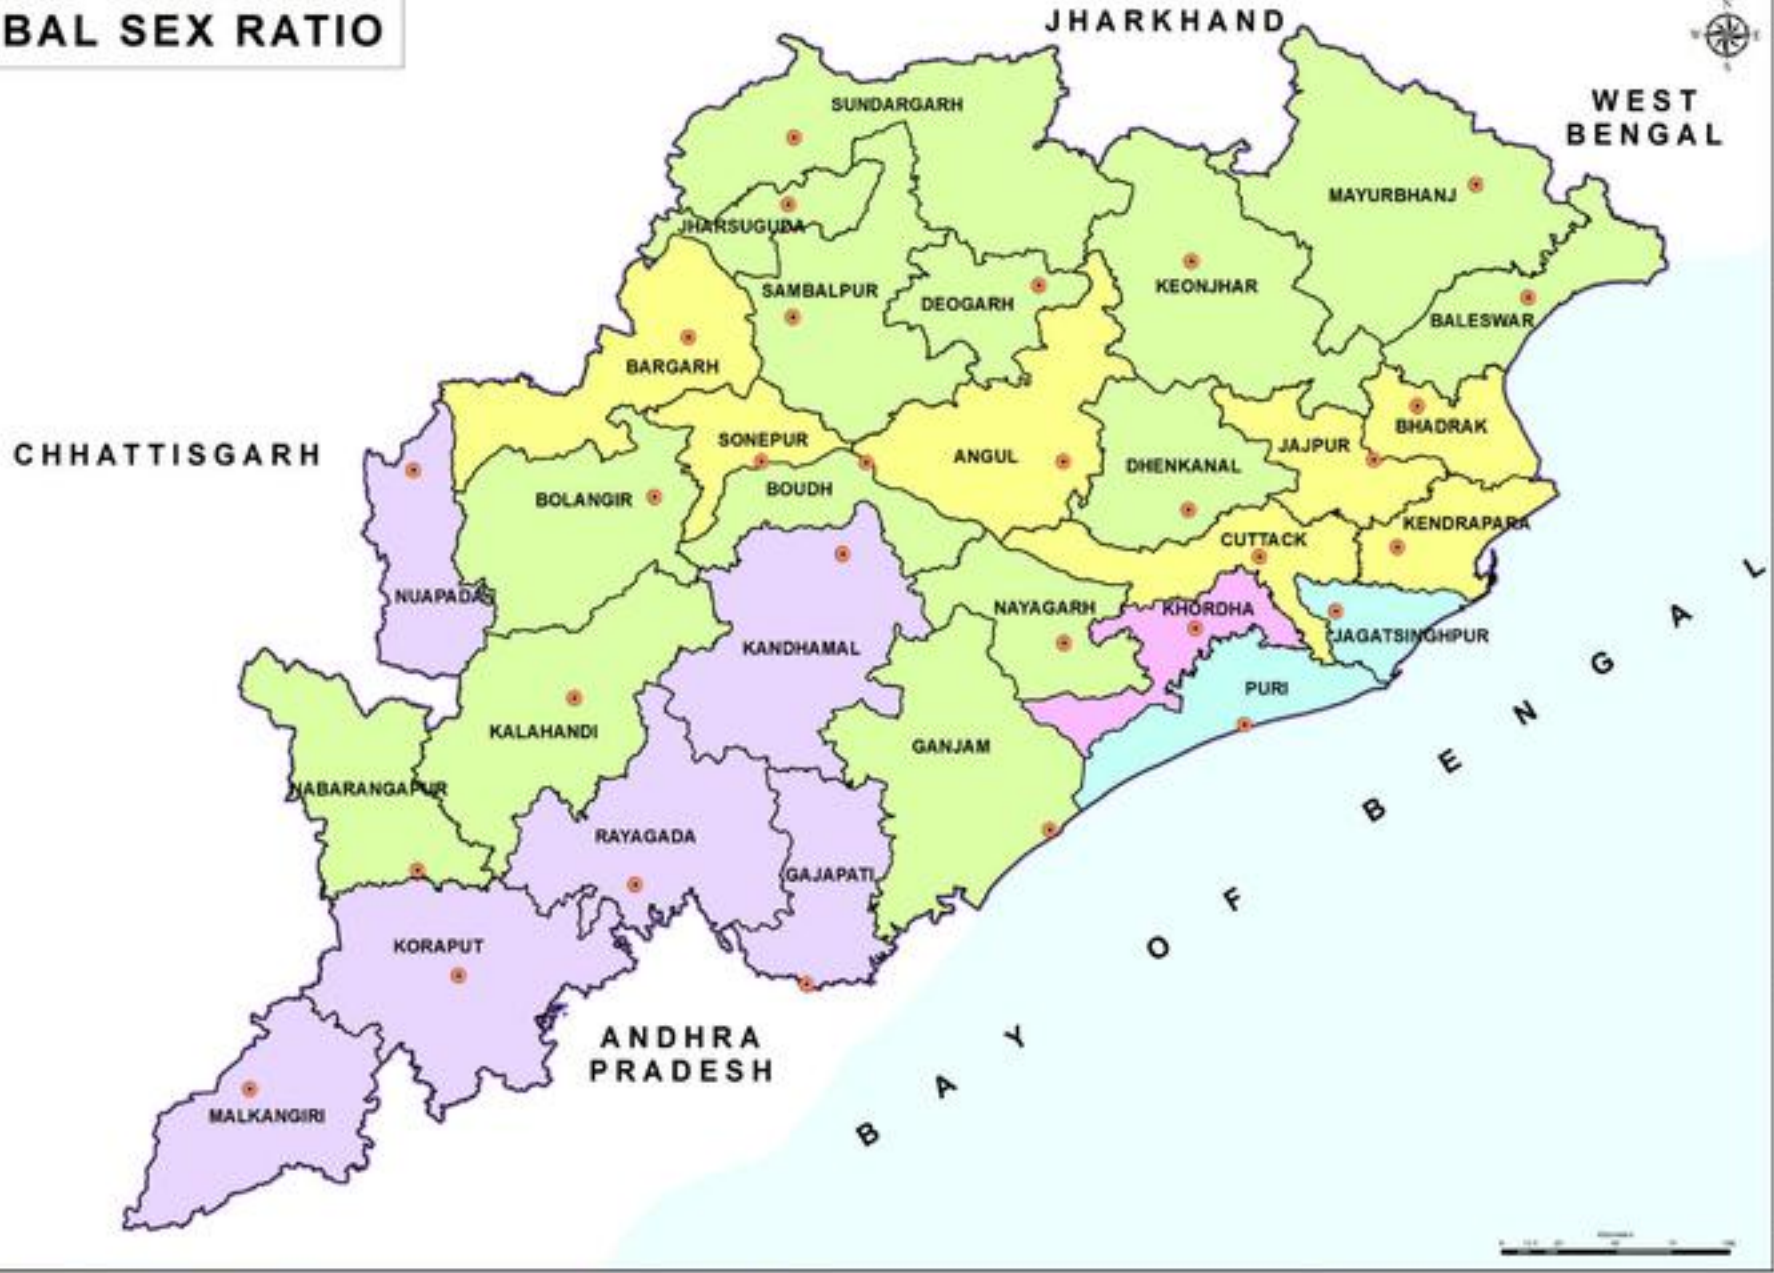 BAL SEX RATIO
JHARKHAND
WEST
BENGAL
SUNDARGARH
MAYURBHANJ
JHARSUGUDA
SAMBALPUR
DEOGARH
KEONJHAR
BALESWAR
BARGARH
CHHATTISGARH
SONEPUR
ANGUL
JAJPUR
BHADRAK
DHENKANAL
BOLANGIR
BOUDH
KENDRAPARA
CUTTACK
NUAPADA
NAYAGARH
KHORDHA
JAGATSINGHPUR
KANDHAMAL
PURI
KALAHANDI
GANJAM
NABARANGAPUR
RAYAGADA
GAJAPATI
KORAPUT
ANDHRA
PRADESH
MALKANGIRI
BAY OF BENGAL